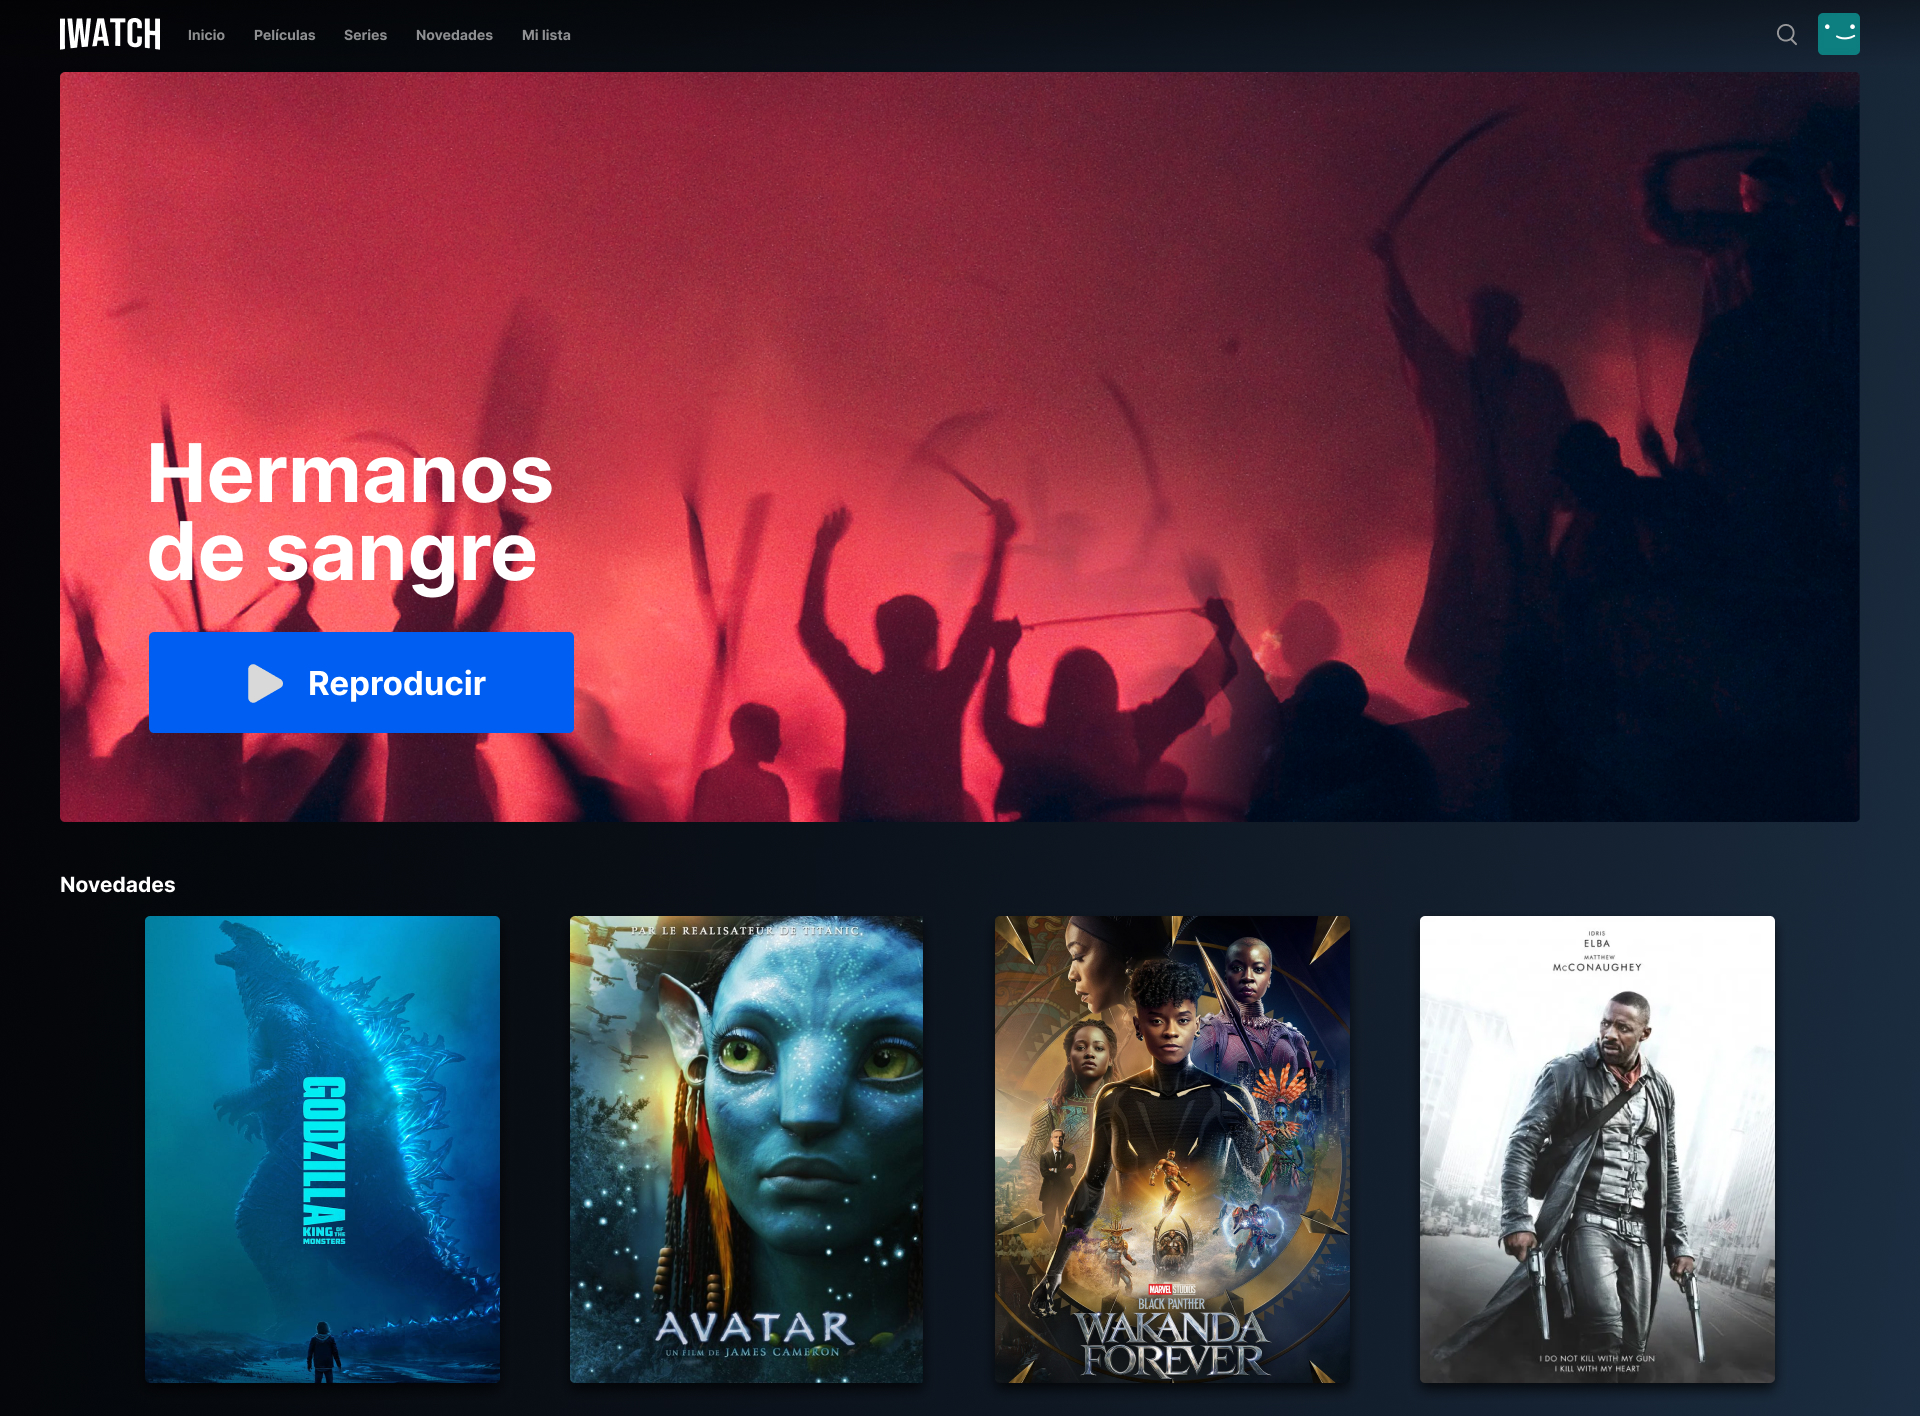 IWATCH
Inicio
Películas
Series
Novedades
Mi lista
Hermanos
de sangre
Reproducir
Novedades
GODZILLA
KING OF THE
MONSTERS
PAR LE REALISATEUR DE TITANIC.
AVATAR
UN FILM DE JAMES CAMERON
MARVEL STUDIOS
BLACK PANTHER
WAKANDA
FOREVER
IDRIS
ELBA
MATTHEW
McCONAUGHEY
I DO NOT KILL WITH MY GUN
I KILL WITH MY HEART